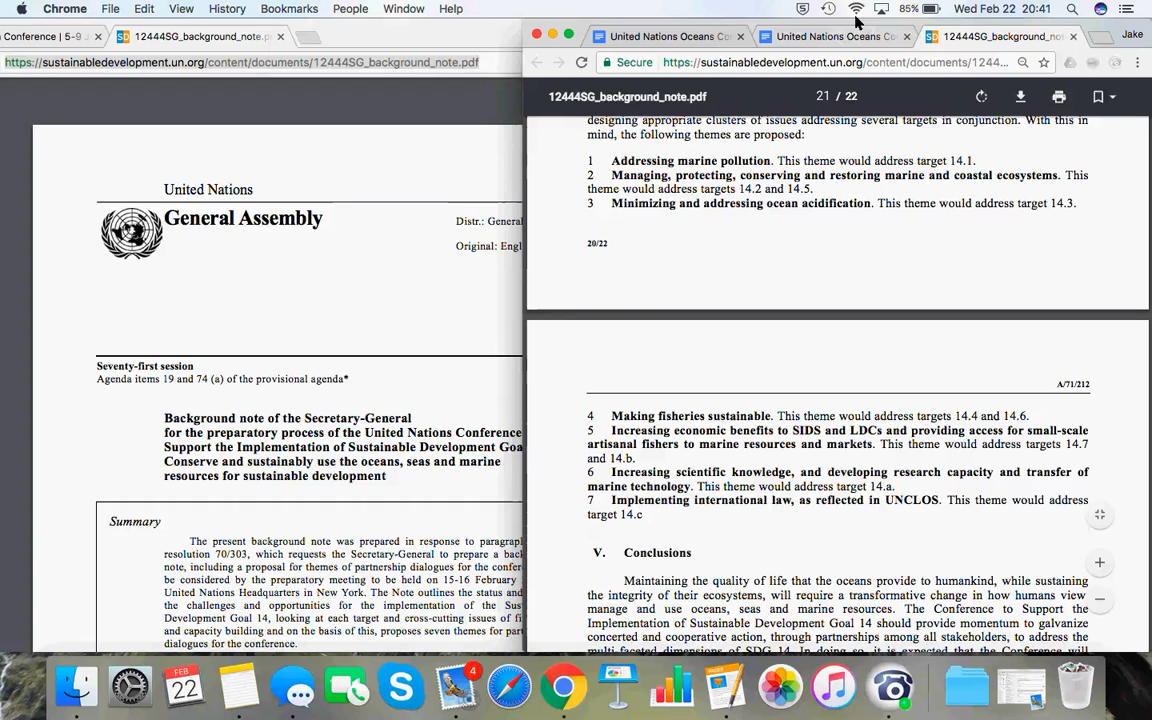 Chrome File Edit View History Bookmarks People Window Help
85% Wed Feb 22 20:41
Conference | 5-9 J
12444SG_background_note.p
https://sustainabledevelopment.un.org/content/documents/12444SG_background_note.pdf
United Nations
General Assembly
Distr.: General
Original: Engl
Seventy-first session
Agenda items 19 and 74 (a) of the provisional agenda*
Background note of the Secretary-General
for the preparatory process of the United Nations Conference
Support the Implementation of Sustainable Development Goa
Conserve and sustainably use the oceans, seas and marine
resources for sustainable development
Summary
The present background note was prepared in response to paragrap
resolution 70/303, which requests the Secretary-General to prepare a bac
note, including a proposal for themes of partnership dialogues for the confer
be considered by the preparatory meeting to be held on 15-16 February
United Nations Headquarters in New York. The Note outlines the status and
the challenges and opportunities for the implementation of the Sus
Development Goal 14, looking at each target and cross-cutting issues of fi
and capacity building and on the basis of this, proposes seven themes for part
dialogues for the conference.
United Nations Oceans Co
United Nations Oceans Co
12444SG_background_no
Jake
Secure https://sustainabledevelopment.un.org/content/documents/12444...
12444SG_background_note.pdf
21 / 22
designing appropriate clusters of issues addressing several targets in conjunction. With this in
mind, the following themes are proposed:
1 Addressing marine pollution. This theme would address target 14.1.
2 Managing, protecting, conserving and restoring marine and coastal ecosystems. This
theme would address targets 14.2 and 14.5.
3 Minimizing and addressing ocean acidification. This theme would address target 14.3.
20/22
A/71/212
4 Making fisheries sustainable. This theme would address targets 14.4 and 14.6.
5 Increasing economic benefits to SIDS and LDCs and providing access for small-scale
artisanal fishers to marine resources and markets. This theme would address targets 14.7
and 14.b.
6 Increasing scientific knowledge, and developing research capacity and transfer of
marine technology. This theme would address target 14.a.
7 Implementing international law, as reflected in UNCLOS. This theme would address
target 14.c
V. Conclusions
Maintaining the quality of life that the oceans provide to humankind, while sustaining
the integrity of their ecosystems, will require a transformative change in how humans view
manage and use oceans, seas and marine resources. The Conference to Support the
Implementation of Sustainable Development Goal 14 should provide momentum to galvanize
concerted and cooperative action, through partnerships among all stakeholders, to address the
multi-faceted dimensions of SDG 14. In doing so, it is expected that the Conference will
FEB
22
4